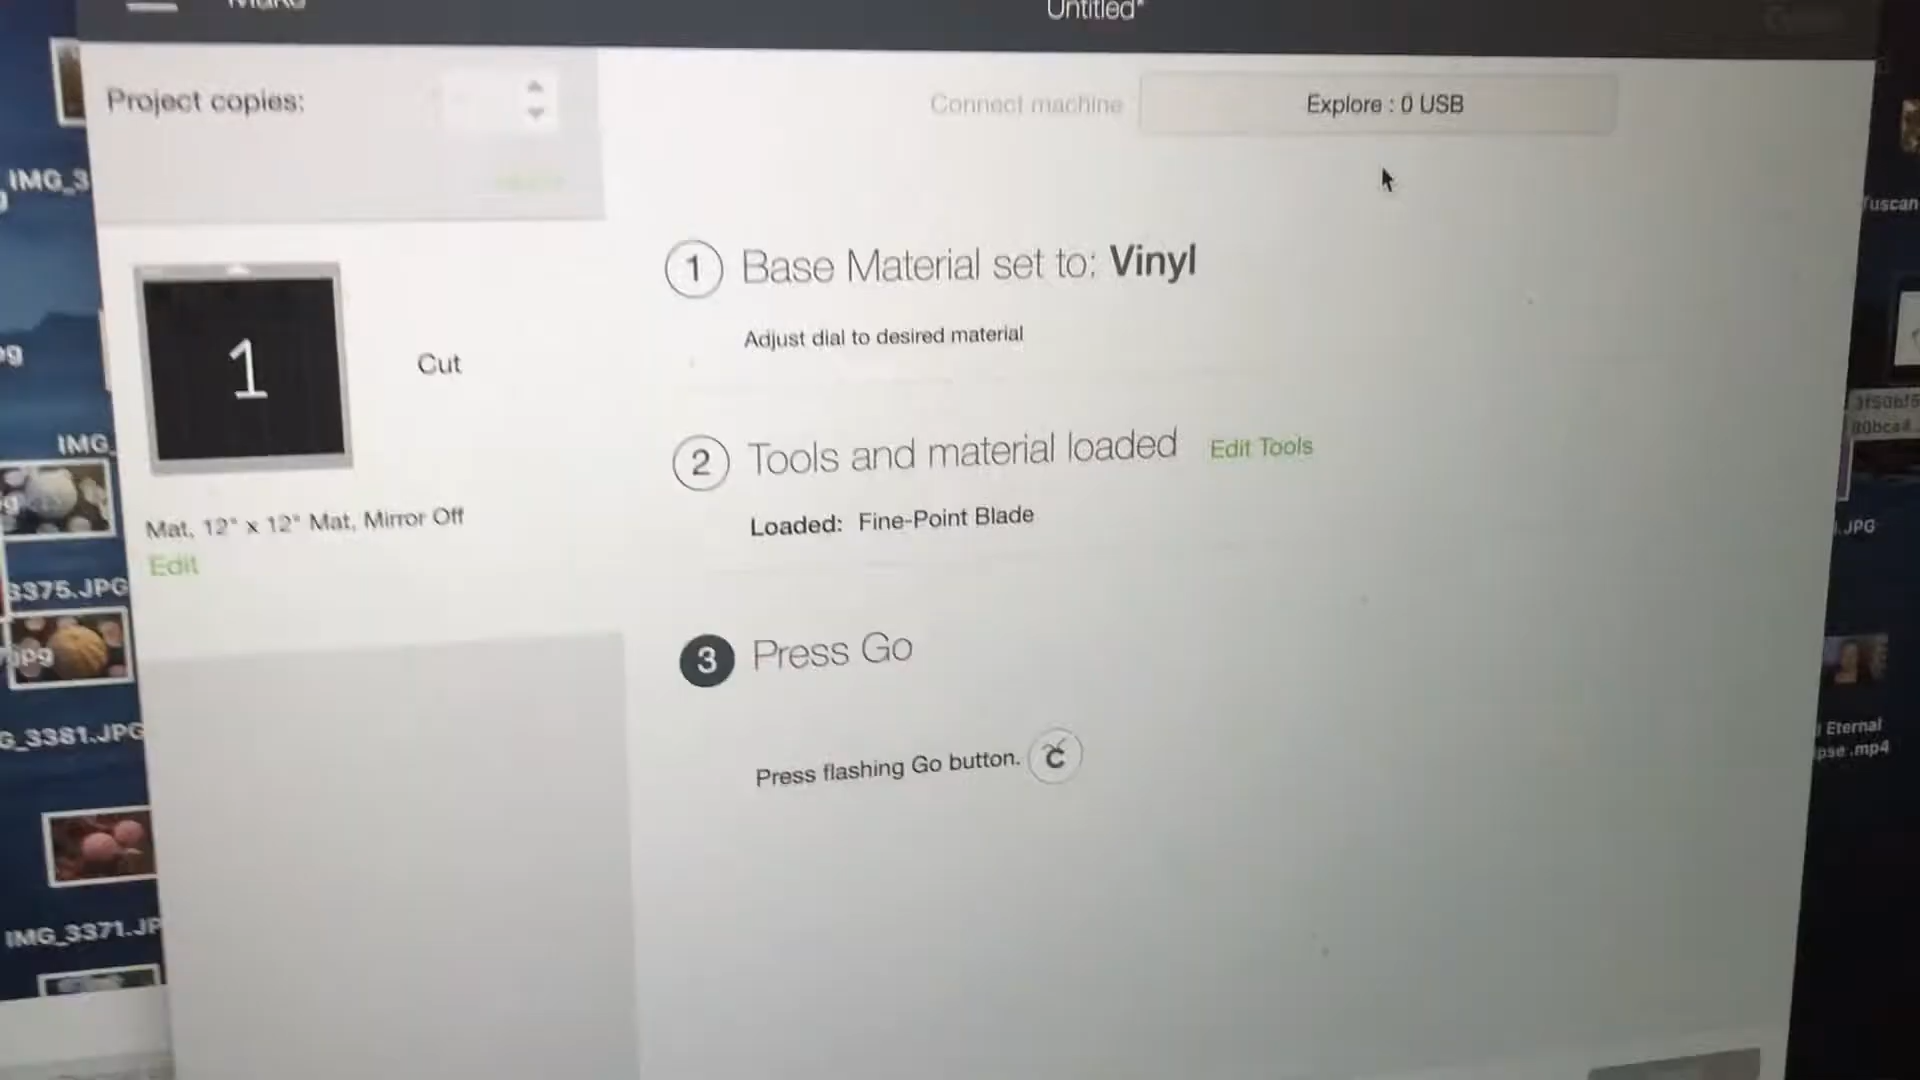 Untitled*
Project copies:
Connect machine
Explore : 0 USB
1 Base Material set to: Vinyl
Adjust dial to desired material
1
Cut
Mat, 12" x 12" Mat, Mirror Off
Edit
2 Tools and material loaded Edit Tools
Loaded: Fine-Point Blade
3 Press Go
Press flashing Go button.
IMG_3
IMG_
3375.JPG
jpg
G_3381.JPG
IMG_3371.JP
Tuscan
.JPG
Eternal
pse.mp4